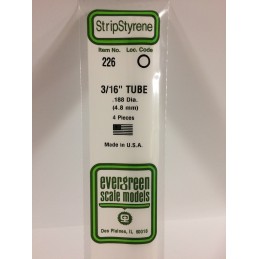 StripStyrene
Item No. Loc. Code
226
3/16" TUBE
.188 Dia.
(4.8 mm)
4 Pieces
Made in U.S.A.
evergreen
scale models
Des Plaines, IL 60018